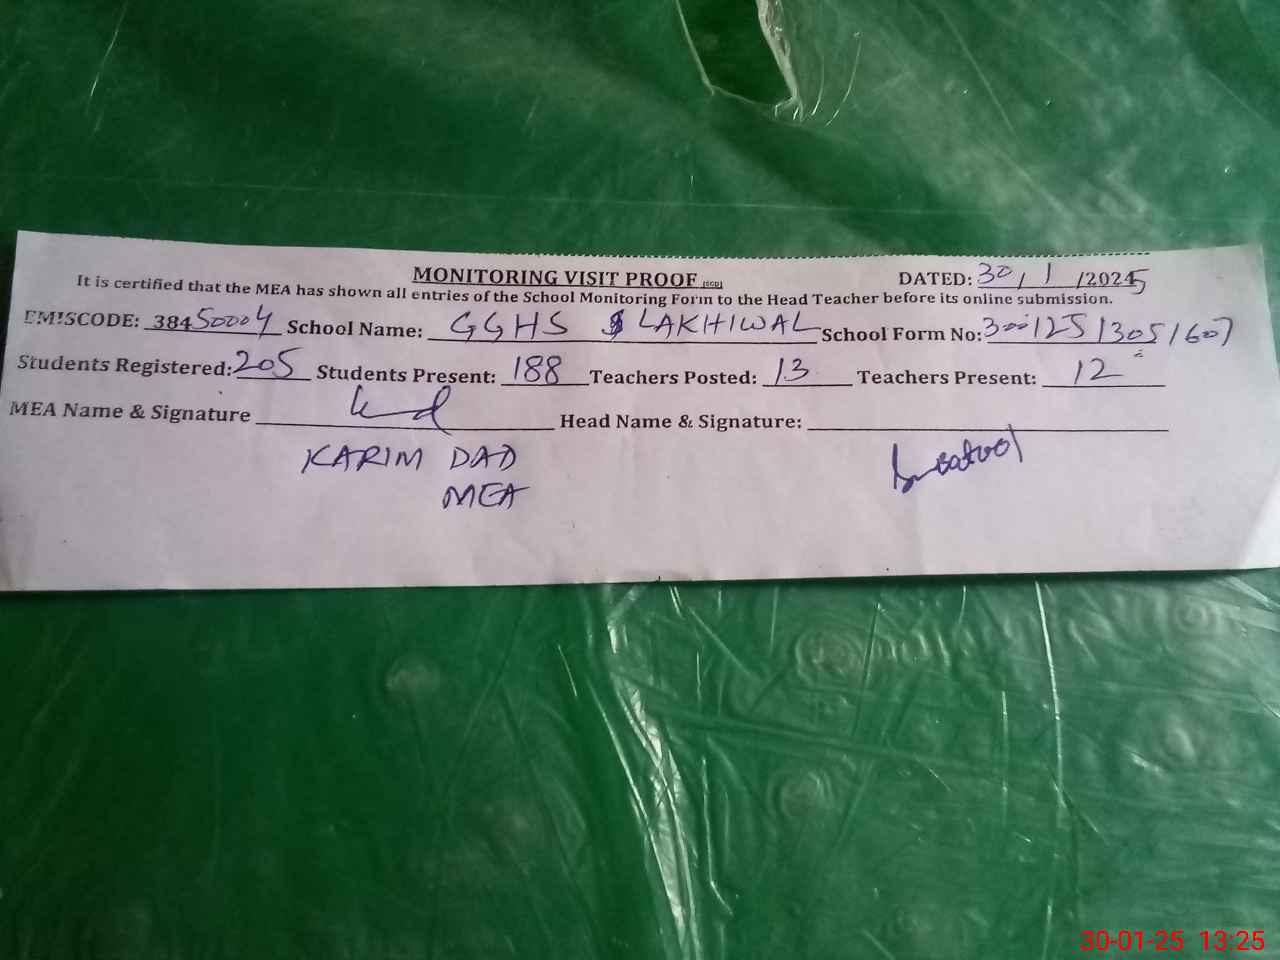 MONITORING VISIT PROOF
DATED: 30/1/2025
It is certified that the MEA has shown all entries of the School Monitoring Form to the Head Teacher before its online submission.
EMISCODE: 38450004 School Name: GGHS LAKHIWAL School Form No: 300125/305/607
Students Registered: 205 Students Present: 188 Teachers Posted: 13 Teachers Present: 12
MEA Name & Signature Head Name & Signature:
KARIM DAD
MEA
30-01-25 13:25